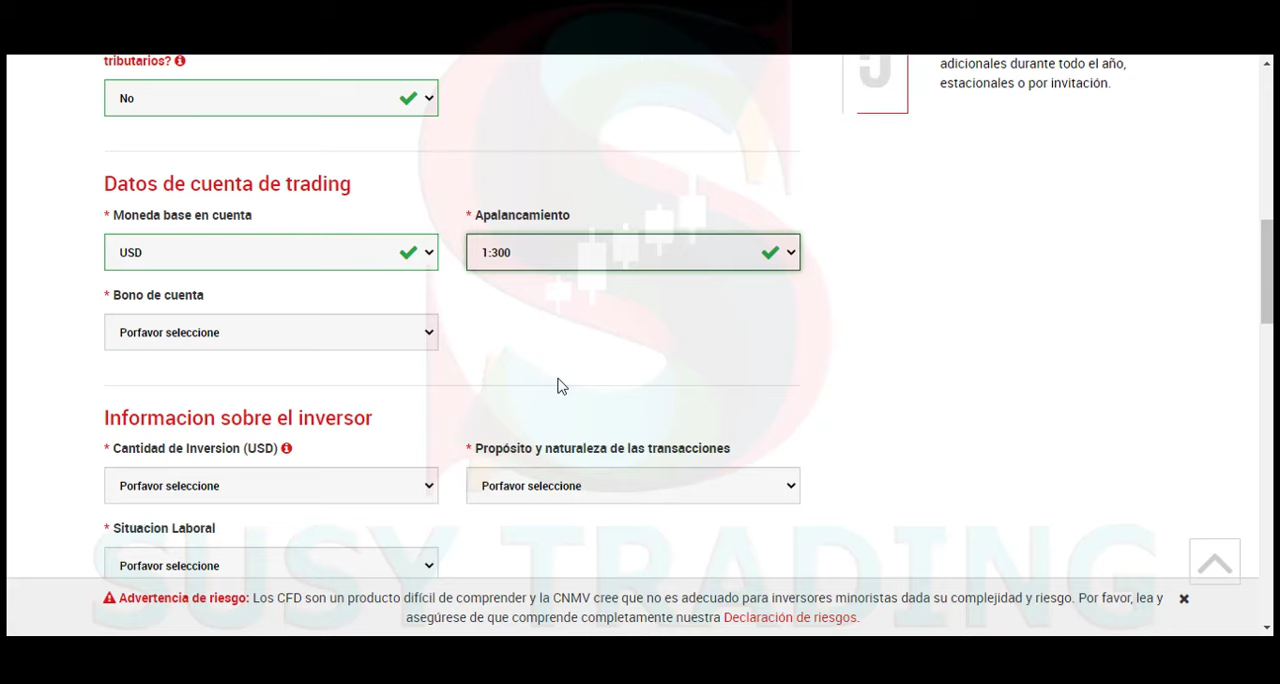 tributarios?
adicionales durante todo el año,
estacionales o por invitación.
No
Datos de cuenta de trading
* Moneda base en cuenta
* Apalancamiento
USD
1:300
* Bono de cuenta
Porfavor seleccione
Informacion sobre el inversor
* Cantidad de Inversion (USD)
* Propósito y naturaleza de las transacciones
Porfavor seleccione
Porfavor seleccione
* Situacion Laboral
Porfavor seleccione
SUSY TRADING
Advertencia de riesgo: Los CFD son un producto difícil de comprender y la CNMV cree que no es adecuado para inversores minoristas dada su complejidad y riesgo. Por favor, lea y
asegúrese de que comprende completamente nuestra Declaración de riesgos.